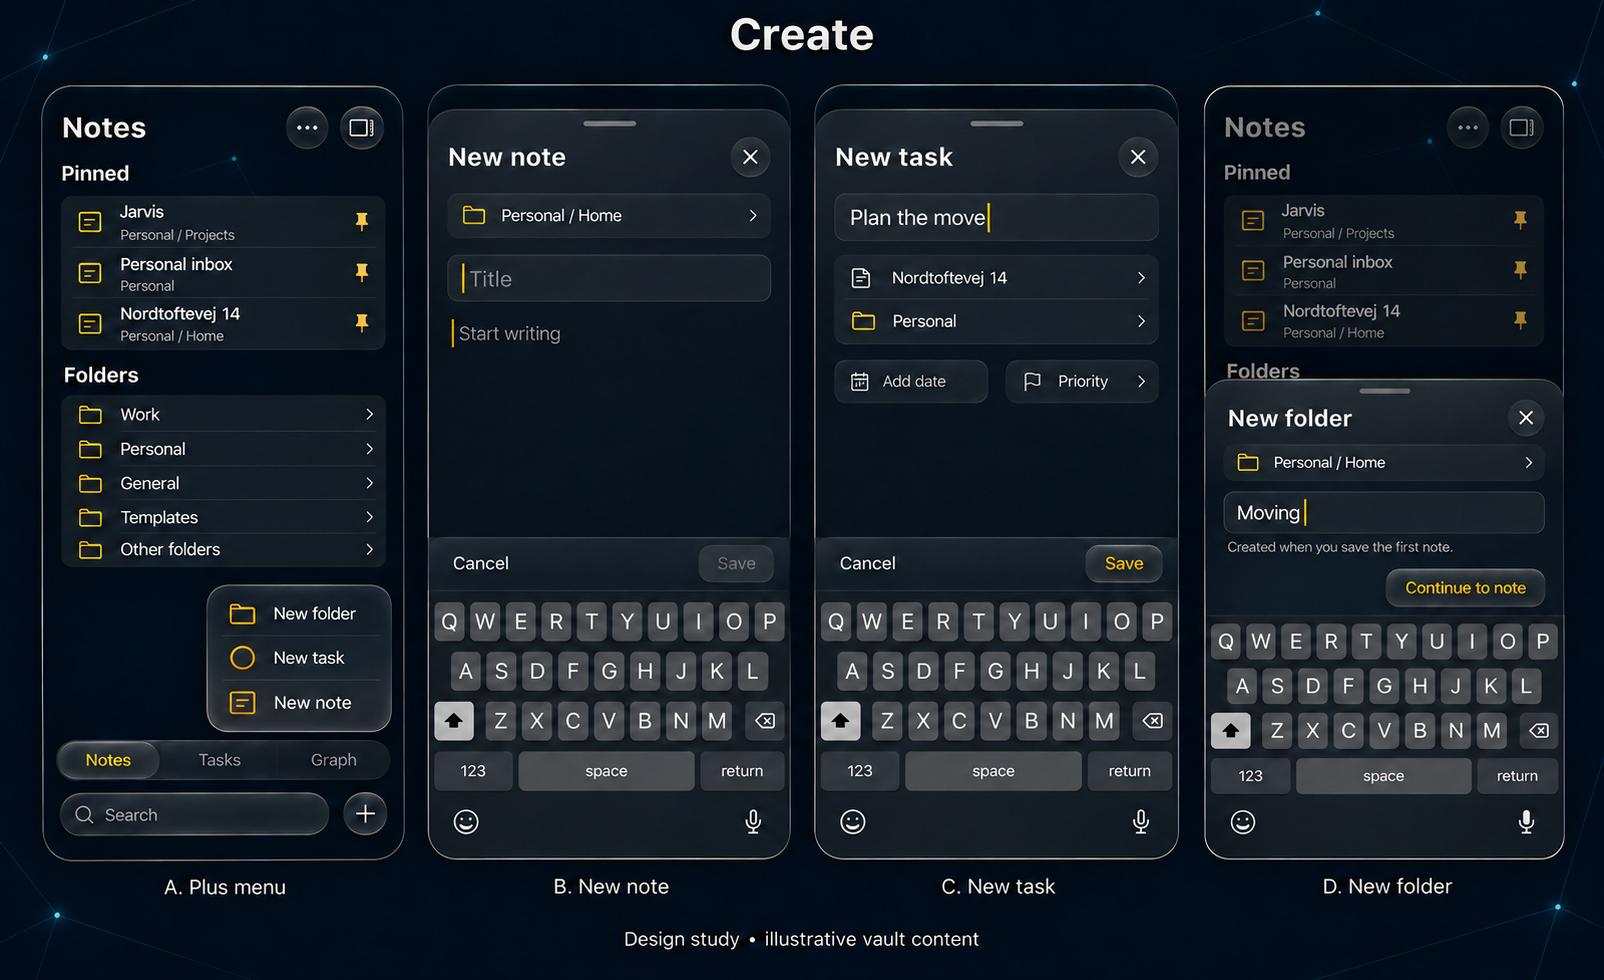 Create
Notes
Pinned
Jarvis
Personal / Projects
Personal inbox
Personal
Nordtoftevej 14
Personal / Home
Folders
Work
Personal
General
Templates
Other folders
New folder
New task
New note
Notes Tasks Graph
Search
A. Plus menu
New note
Personal / Home
Title
Start writing
Cancel Save
Q W E R T Y U I O P
A S D F G H J K L
Z X C V B N M
123 space return
B. New note
New task
Plan the move
Nordtoftevej 14
Personal
Add date Priority
Cancel Save
Q W E R T Y U I O P
A S D F G H J K L
Z X C V B N M
123 space return
C. New task
Notes
Pinned
Jarvis
Personal / Projects
Personal inbox
Personal
Nordtoftevej 14
Personal / Home
Folders
New folder
Personal / Home
Moving
Created when you save the first note.
Continue to note
Q W E R T Y U I O P
A S D F G H J K L
Z X C V B N M
123 space return
D. New folder
Design study • illustrative vault content